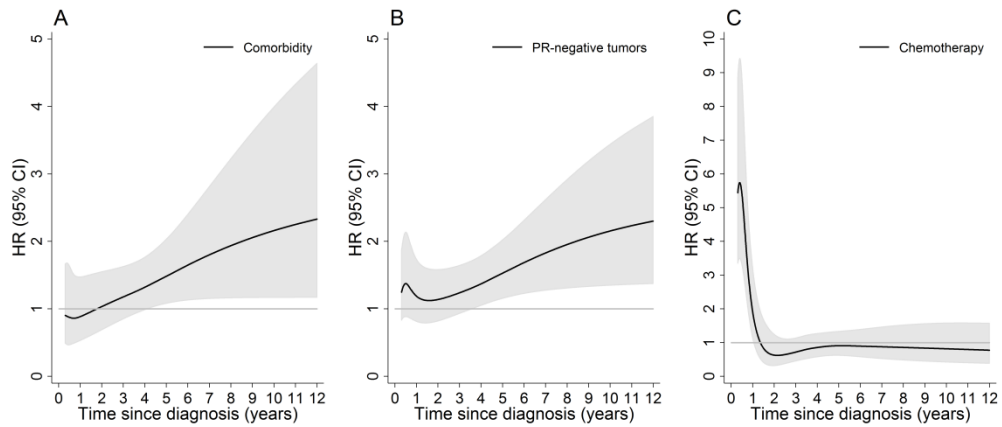 A
Comorbidity
HR (95% CI)
5
4
3
2
1
0
0 1 2 3 4 5 6 7 8 9 10 11 12
Time since diagnosis (years)
B
PR-negative tumors
HR (95% CI)
5
4
3
2
1
0
0 1 2 3 4 5 6 7 8 9 10 11 12
Time since diagnosis (years)
C
Chemotherapy
HR (95% CI)
10
9
8
7
6
5
4
3
2
1
0
0 1 2 3 4 5 6 7 8 9 10 11 12
Time since diagnosis (years)